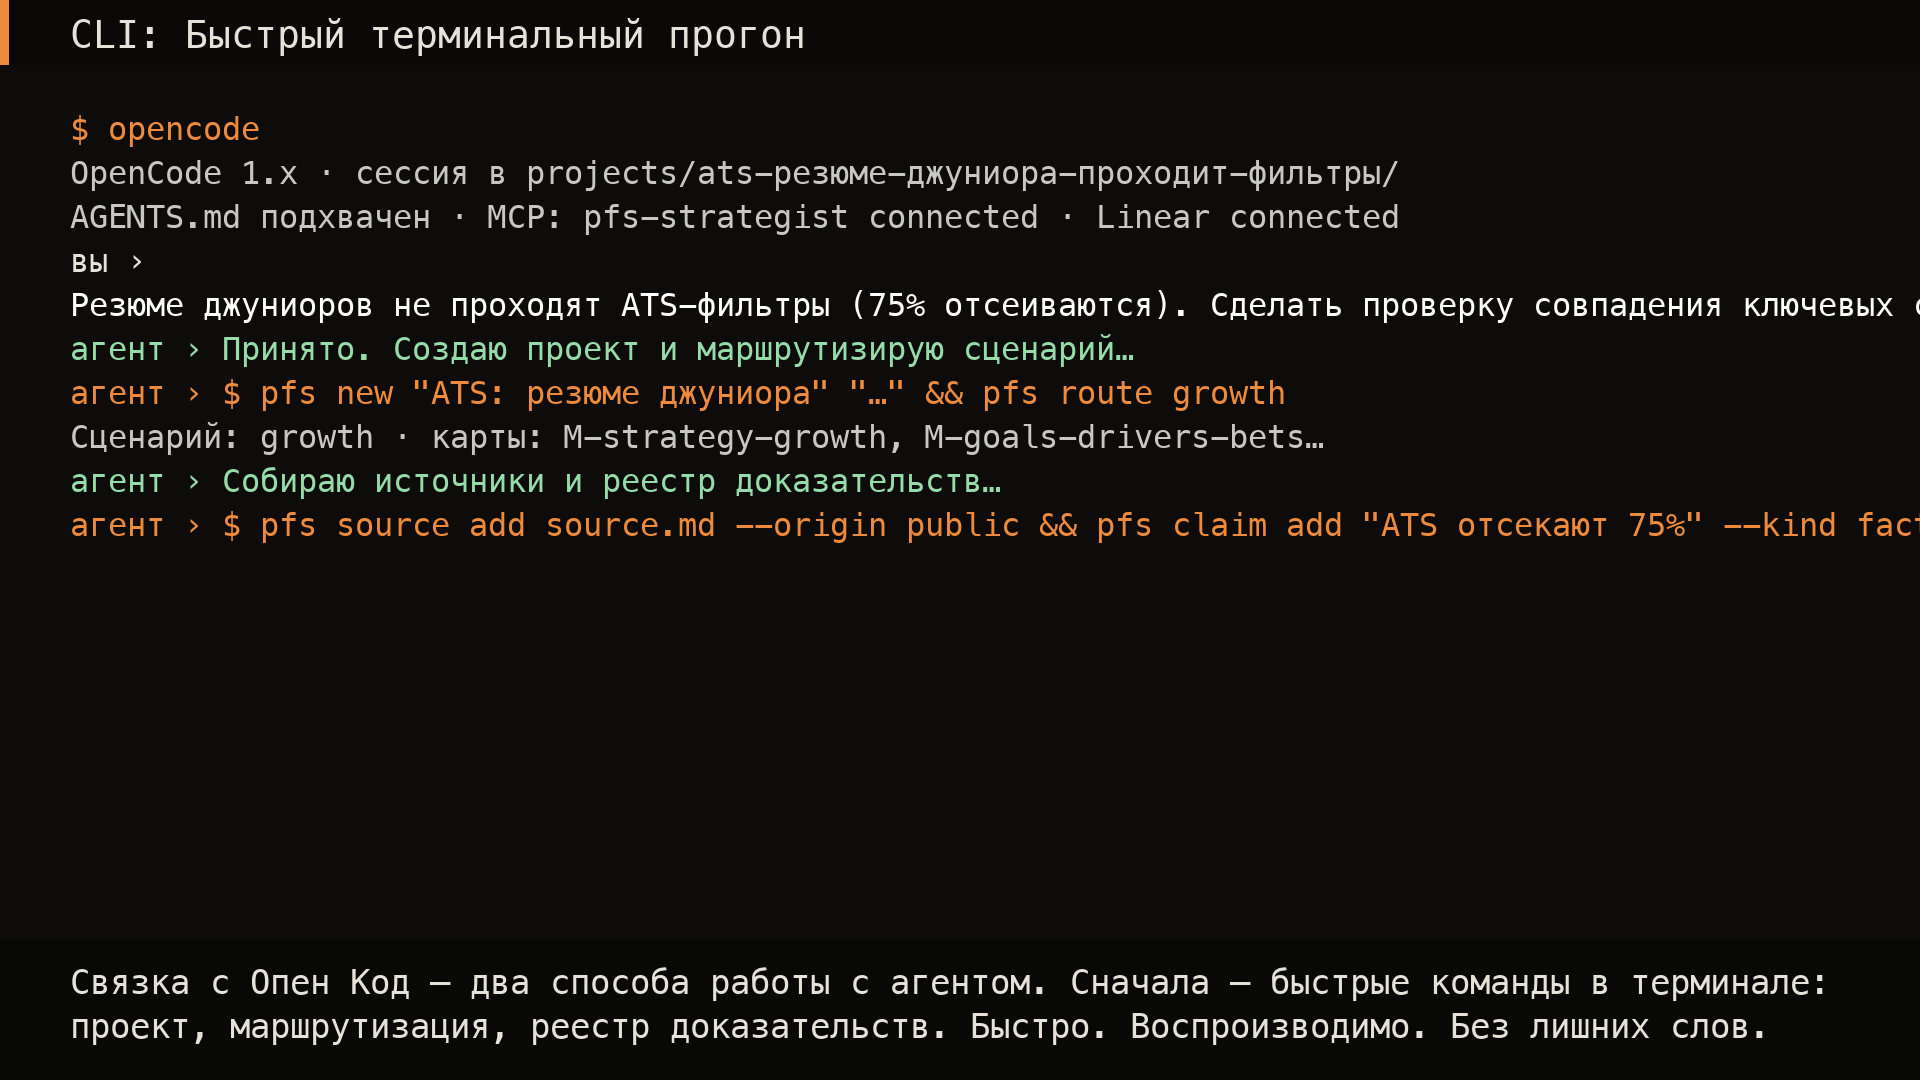 CLI: Быстрый терминальный прогон
$ opencode
OpenCode 1.x · сессия в projects/ats-резюме-джуниора-проходит-фильтры/
AGENTS.md подхвачен · MCP: pfs-strategist connected · Linear connected
вы ›
Резюме джуниоров не проходят ATS-фильтры (75% отсеиваются). Сделать проверку совпадения ключевых
агент › Принято. Создаю проект и маршрутизирую сценарий…
агент › $ pfs new "ATS: резюме джуниора" "…" && pfs route growth
Сценарий: growth · карты: M-strategy-growth, M-goals-drivers-bets…
агент › Собираю источники и реестр доказательств…
агент › $ pfs source add source.md --origin public && pfs claim add "ATS отсекают 75%" --kind fact
Связка с Опен Код — два способа работы с агентом. Сначала — быстрые команды в терминале:
проект, маршрутизация, реестр доказательств. Быстро. Воспроизводимо. Без лишних слов.